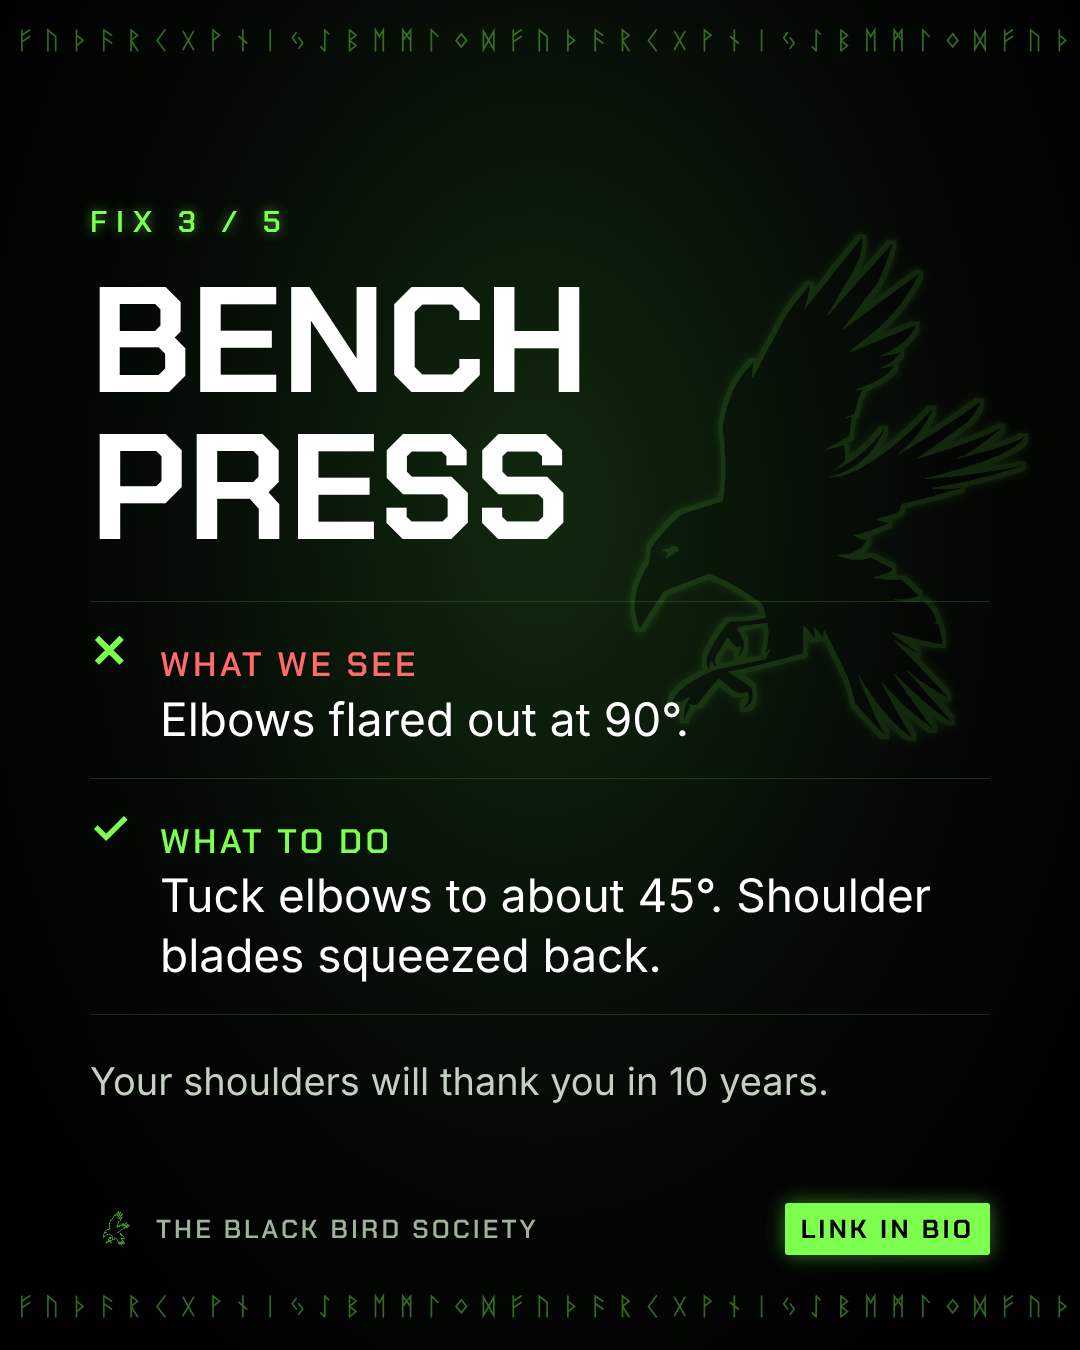 ᚠᚢᚦᚨᚱᚲᚷᚹᚾᛁᛃᛇᛒᛖᛗᛚᛜᛞᚠᚢᚦᚨᚱᚲᚷᚹᚾᛁᛃᛇᛒᛖᛗᛚᛜᛞᚠᚢᚦ
FIX 3 / 5
BENCH
PRESS
WHAT WE SEE
Elbows flared out at 90°.
WHAT TO DO
Tuck elbows to about 45°. Shoulder
blades squeezed back.
Your shoulders will thank you in 10 years.
THE BLACK BIRD SOCIETY
LINK IN BIO
ᚠᚢᚦᚨᚱᚲᚷᚹᚾᛁᛃᛇᛒᛖᛗᛚᛜᛞᚠᚢᚦᚨᚱᚲᚷᚹᚾᛁᛃᛇᛒᛖᛗᛚᛜᛞᚠᚢᚦ